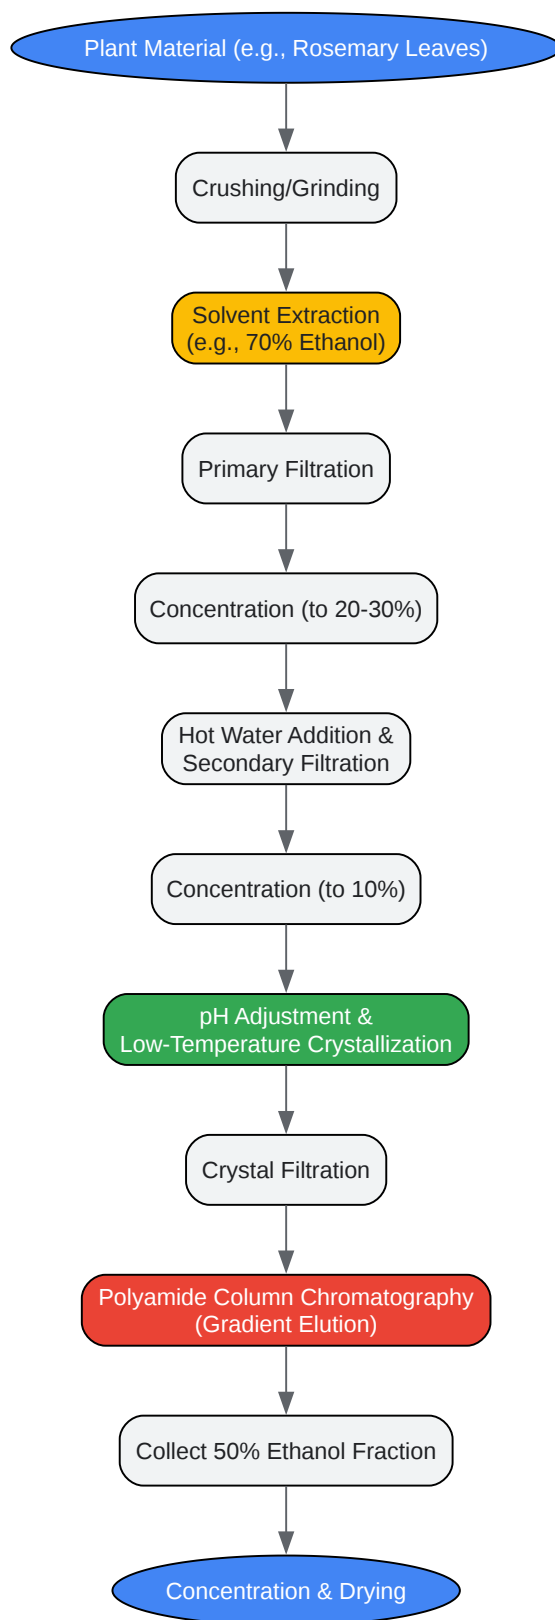 Plant Material (e.g., Rosemary Leaves)
Crushing/Grinding
Solvent Extraction
(e.g., 70% Ethanol)
Primary Filtration
Concentration (to 20-30%)
Hot Water Addition &
Secondary Filtration
Concentration (to 10%)
pH Adjustment &
Low-Temperature Crystallization
Crystal Filtration
Polyamide Column Chromatography
(Gradient Elution)
Collect 50% Ethanol Fraction
Concentration & Drying